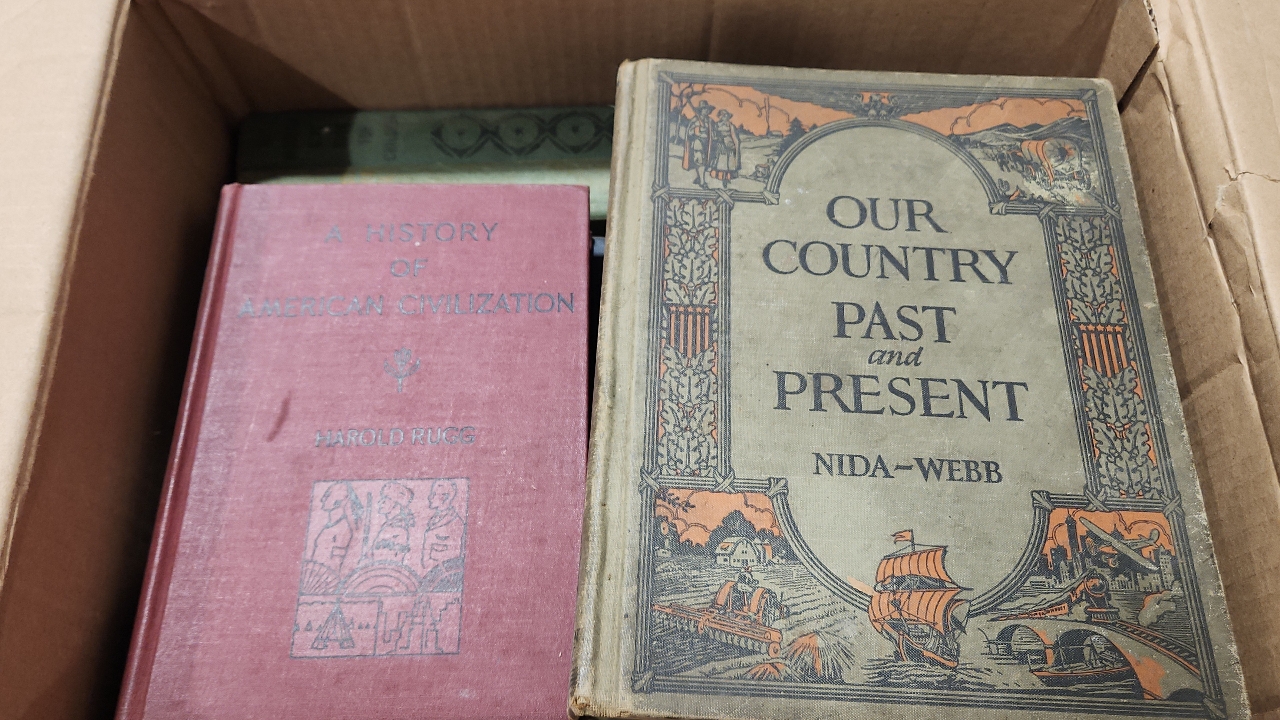 A HISTORY
OF
AMERICAN CIVILIZATION
HAROLD RUGG
OUR
COUNTRY
PAST
and
PRESENT
NIDA–WEBB